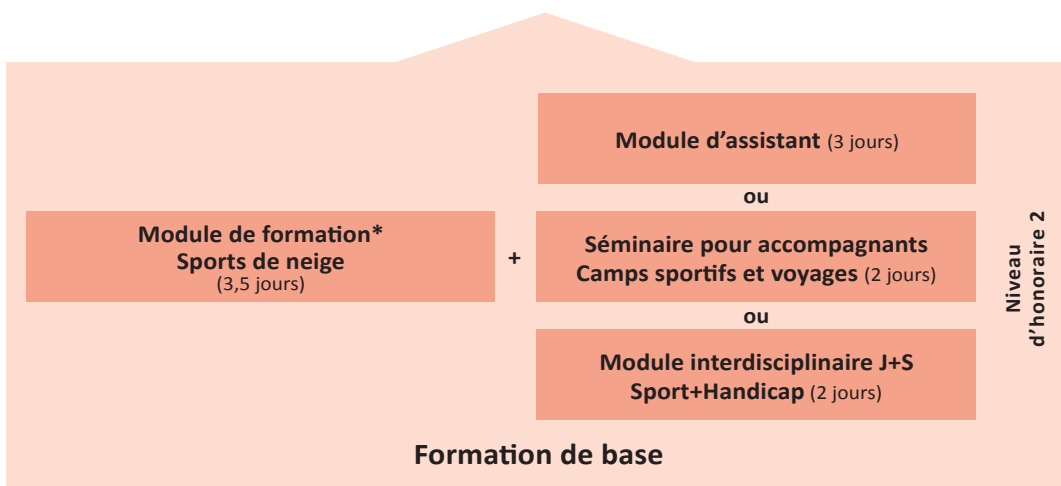 Module d'assistant (3 jours)
ou
Module de formation*
Sports de neige
(3,5 jours)
+
Séminaire pour accompagnants
Camps sportifs et voyages (2 jours)
ou
Module interdisciplinaire J+S
Sport+Handicap (2 jours)
Niveau
d'honoraire 2
Formation de base